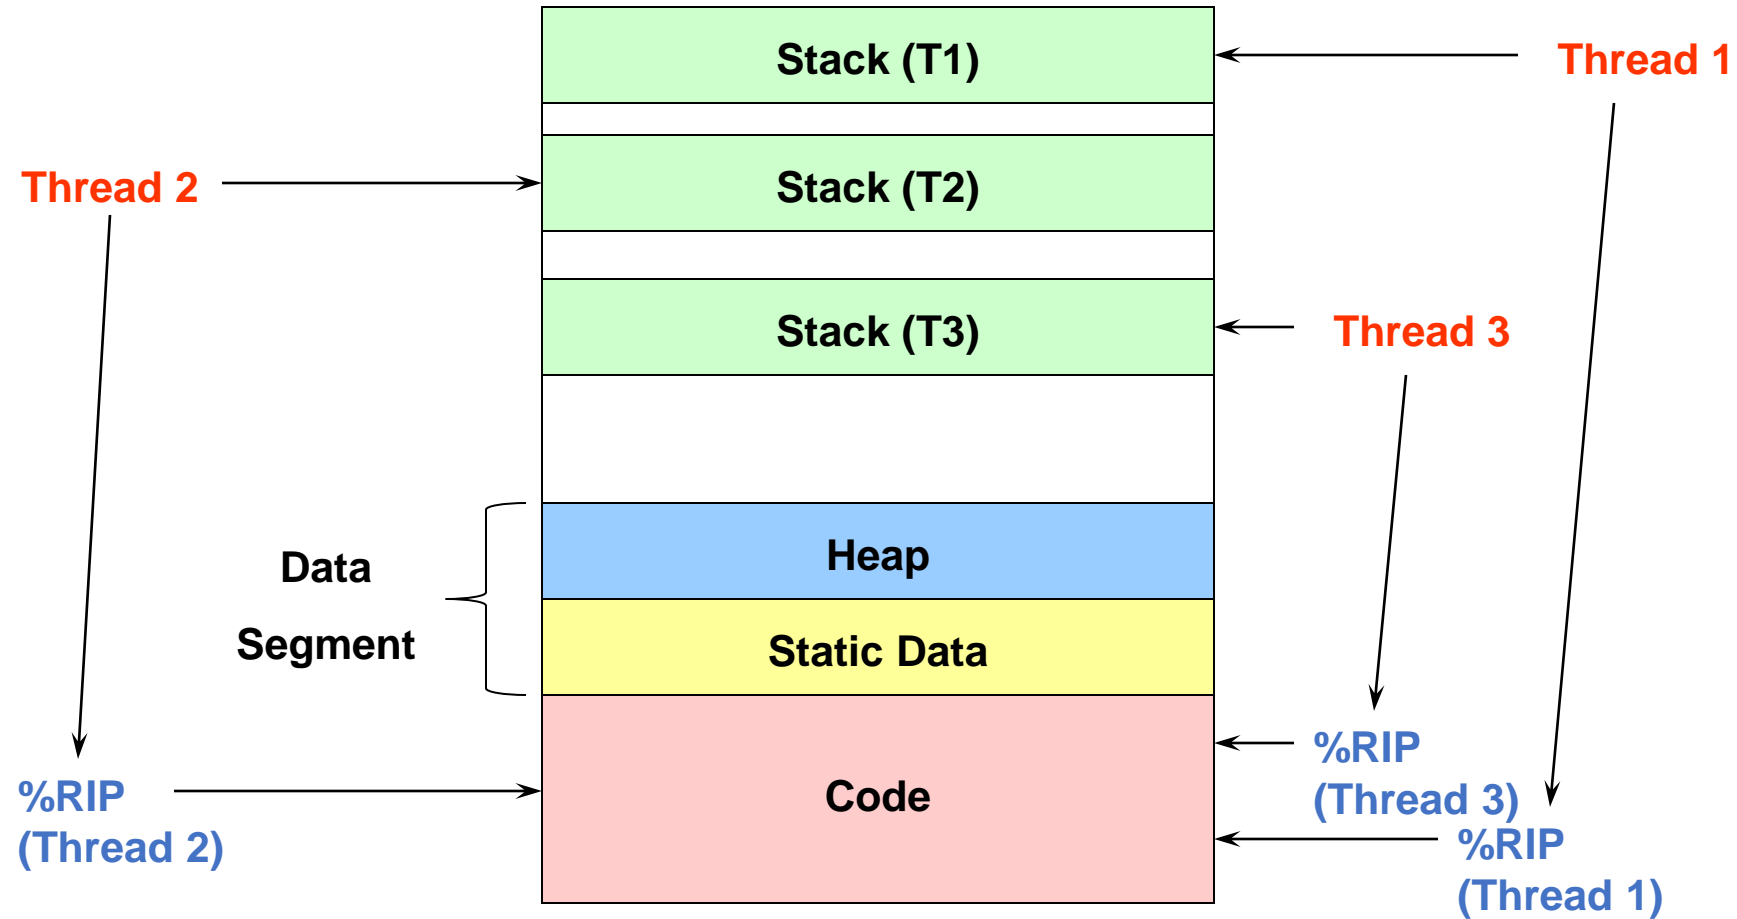 Stack (T1)
Thread 1
Thread 2
Stack (T2)
Stack (T3)
Thread 3
Data
Segment
Heap
Static Data
Code
%RIP
(Thread 2)
%RIP
(Thread 3)
%RIP
(Thread 1)